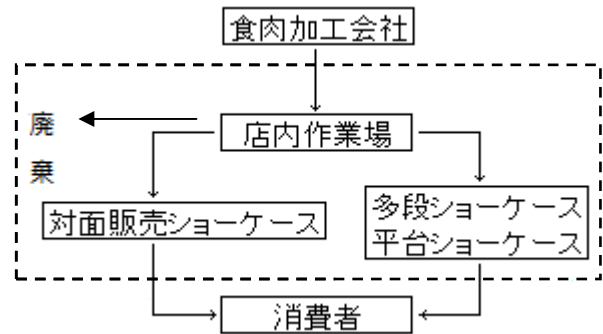 食肉加工会社
廃棄
店内作業場
対面販売ショーケース
多段ショーケース
平台ショーケース
消費者